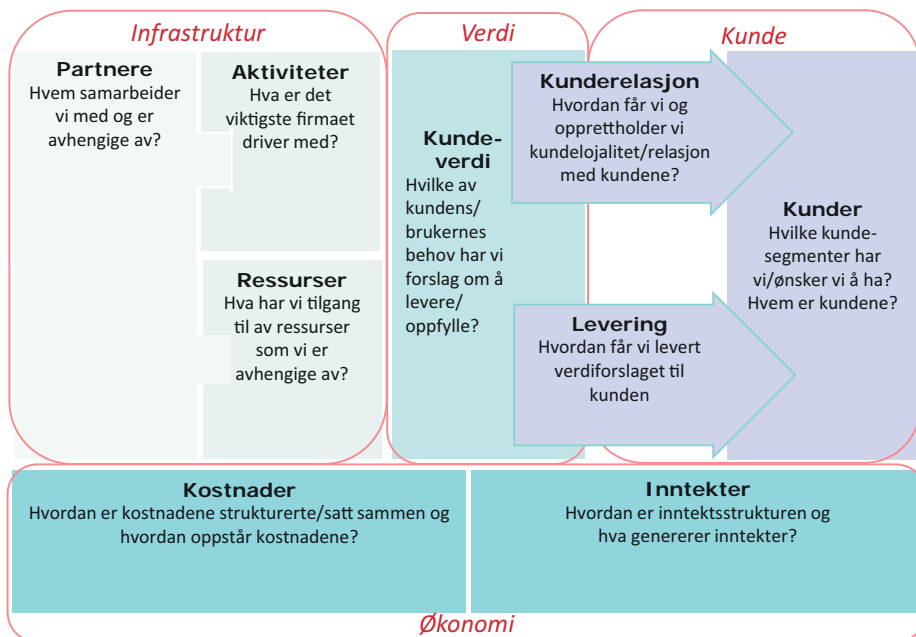 Infrastruktur
Verdi
Kunde
Partnere
Hvem samarbeider
vi med og er
avhengige av?
Aktiviteter
Hva er det
viktigste firmaet
driver med?
Ressurser
Hva har vi tilgang
til av ressurser
som vi er
avhengige av?
Kunde-
verdi
Hvilke av
kundens/
brukernes
behov har vi
forslag om å
levere/
oppfylle?
Kunderelasjon
Hvordan får vi og
opprettholder vi
kundelojalitet/relasjon
med kundene?
Levering
Hvordan får vi levert
verdiforslaget til
kunden
Kunder
Hvilke kunde-
segmenter har
vi/ønsker vi å ha?
Hvem er kundene?
Kostnader
Hvordan er kostnadene strukturerte/satt sammen og
hvordan oppstår kostnadene?
Inntekter
Hvordan er inntektsstrukturen og
hva genererer inntekter?
Økonomi